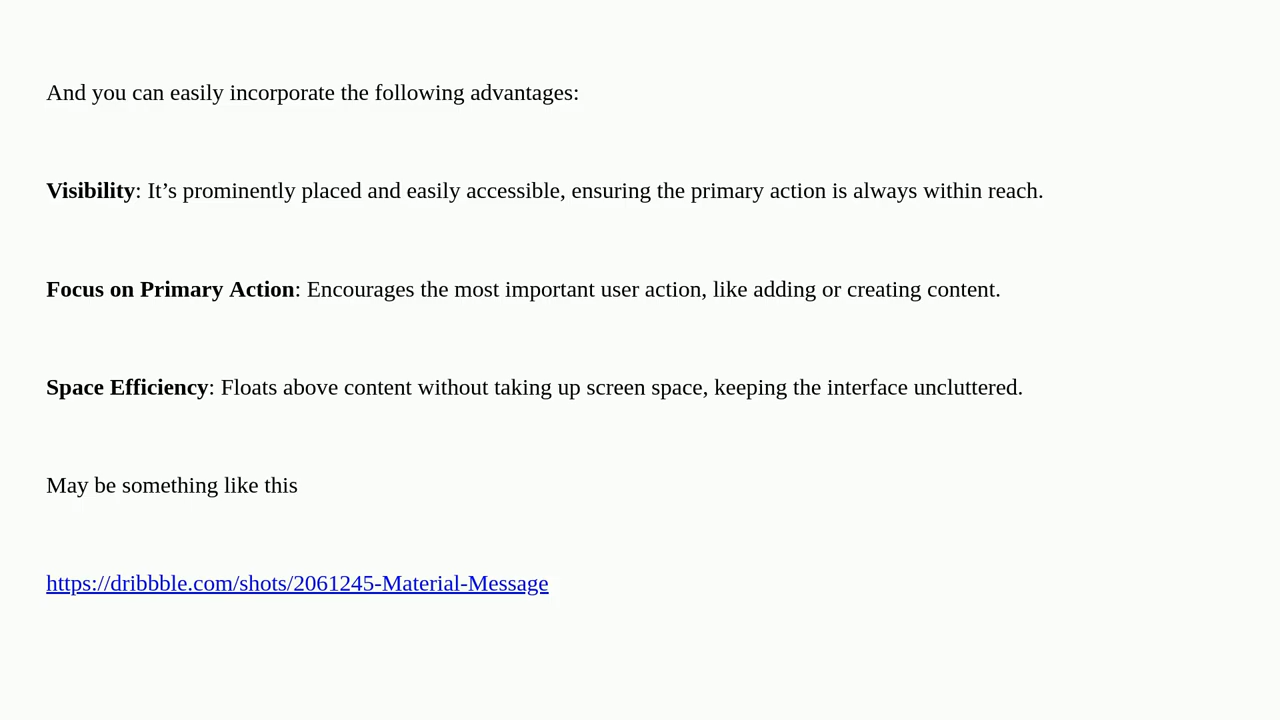 And you can easily incorporate the following advantages:
Visibility: It’s prominently placed and easily accessible, ensuring the primary action is always within reach.
Focus on Primary Action: Encourages the most important user action, like adding or creating content.
Space Efficiency: Floats above content without taking up screen space, keeping the interface uncluttered.
May be something like this
https://dribbble.com/shots/2061245-Material-Message